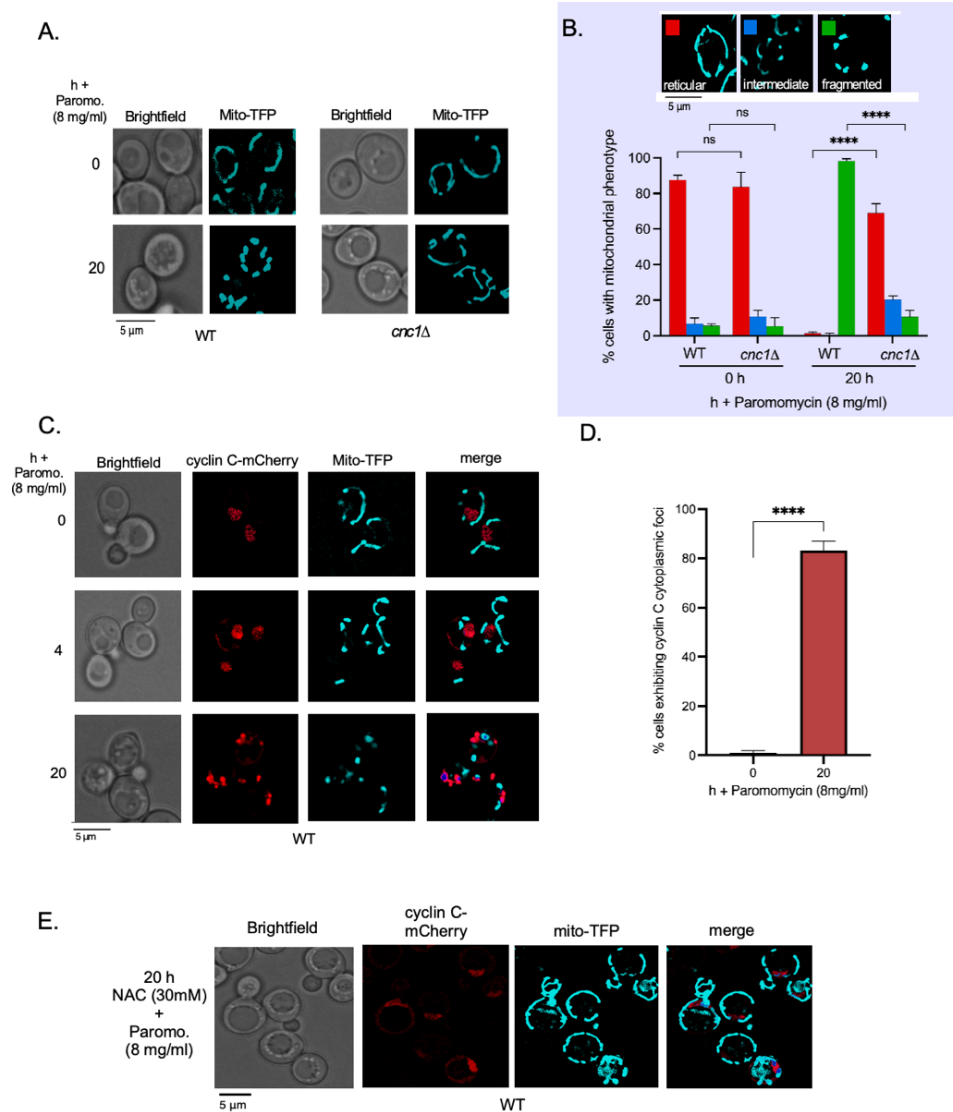 A.
h +
Paromo.
(8 mg/ml)
Brightfield Mito-TFP Brightfield Mito-TFP
0
20
5 µm
WT cnc1Δ
B.
reticular intermediate fragmented
5 µm
ns
ns
****
****
% cells with mitochondrial phenotype
100
80
60
40
20
0
WT cnc1Δ WT cnc1Δ
0 h 20 h
h + Paromomycin (8 mg/ml)
C.
h +
Paromo.
(8 mg/ml)
Brightfield cyclin C-mCherry Mito-TFP merge
0
4
20
5 µm
WT
D.
% cells exhibiting cyclin C cytoplasmic foci
100
80
60
40
20
0
****
0 20
h + Paromomycin (8mg/ml)
E.
Brightfield cyclin C-
mCherry mito-TFP merge
20 h
NAC (30mM)
+
Paromo.
(8 mg/ml)
5 µm
WT